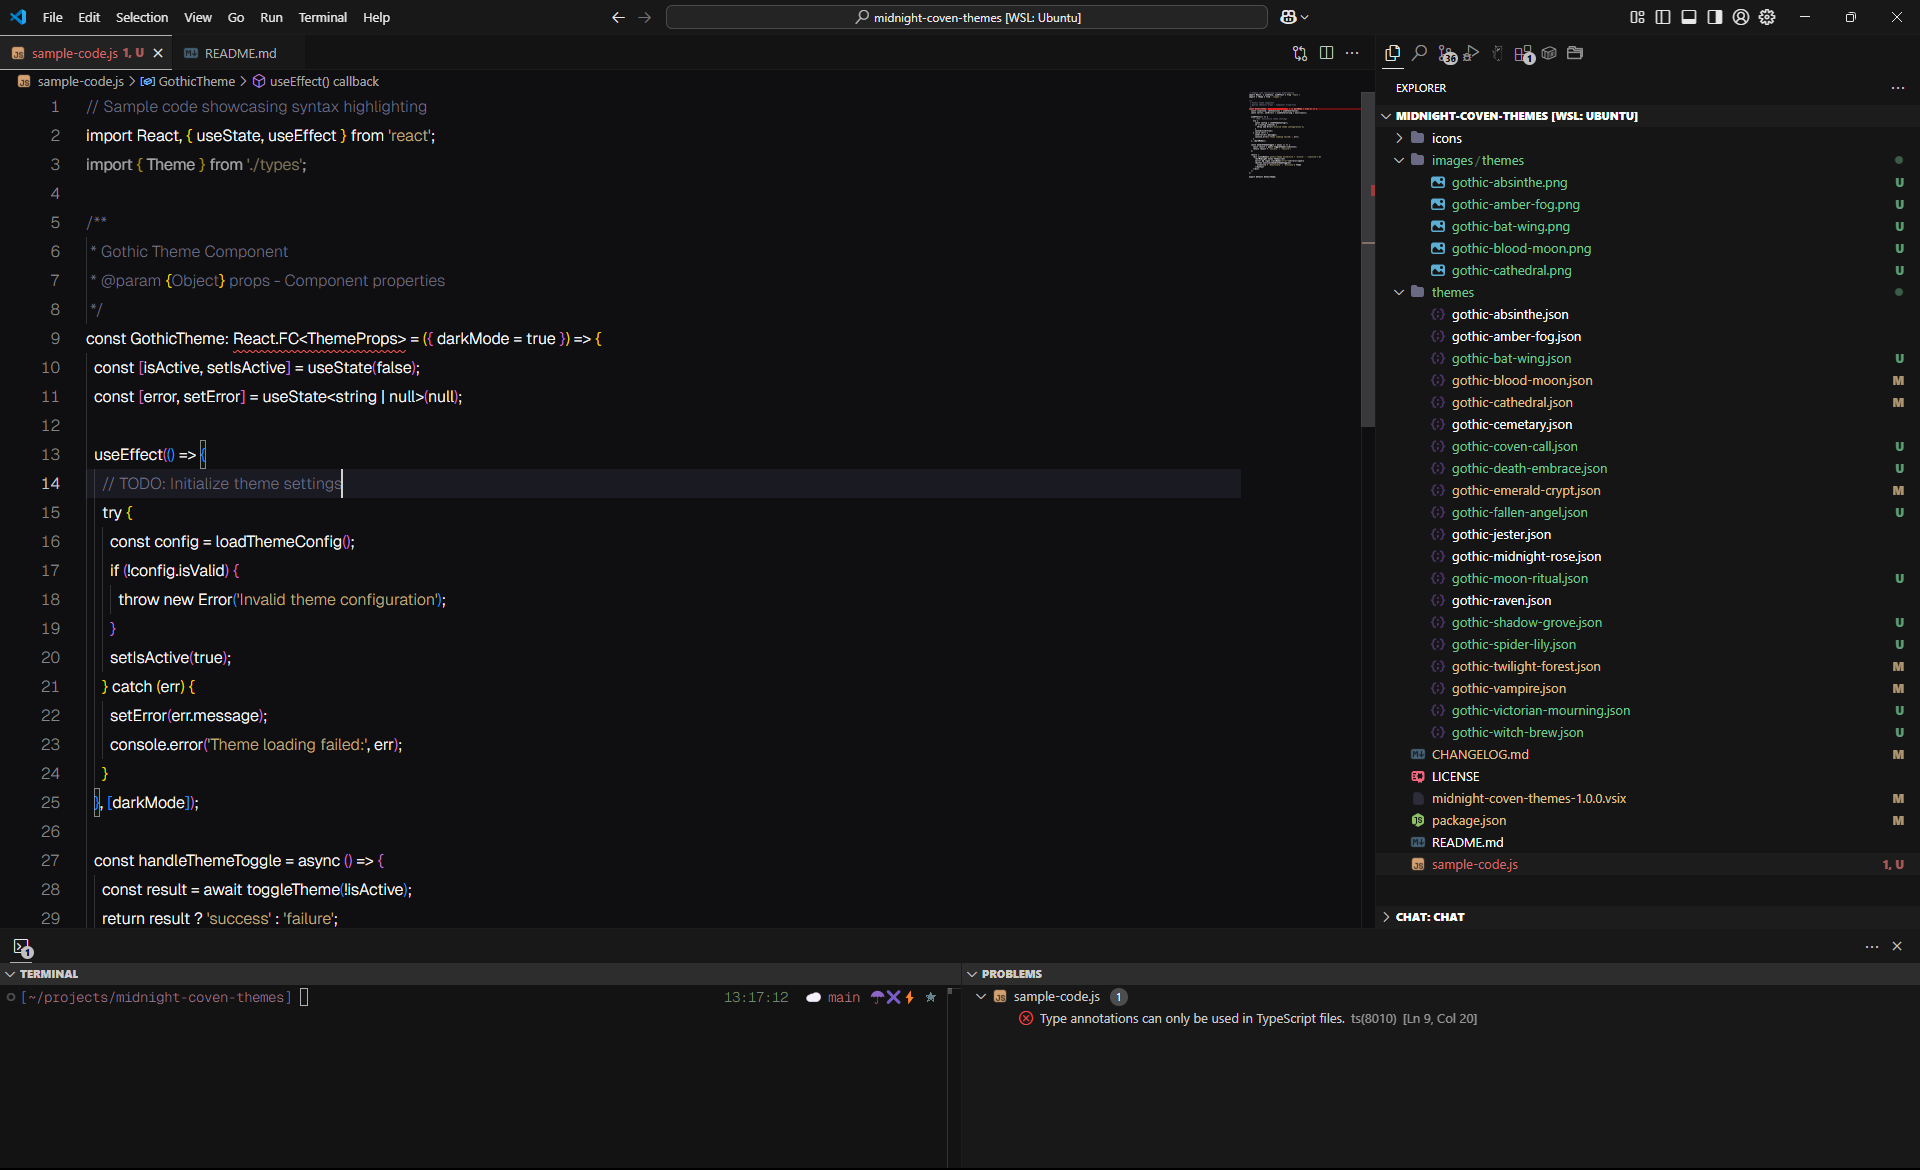 File Edit Selection View Go Run Terminal Help
midnight-coven-themes [WSL: Ubuntu]
sample-code.js 1, U
README.md
sample-code.js > GothicTheme > useEffect() callback
1 // Sample code showcasing syntax highlighting
2 import React, { useState, useEffect } from 'react';
3 import { Theme } from './types';
4
5 /**
6 * Gothic Theme Component
7 * @param {Object} props - Component properties
8 */
9 const GothicTheme: React.FC<ThemeProps> = ({ darkMode = true }) => {
10 const [isActive, setIsActive] = useState(false);
11 const [error, setError] = useState<string | null>(null);
12
13 useEffect(() => {
14 // TODO: Initialize theme settings
15 try {
16 const config = loadThemeConfig();
17 if (!config.isValid) {
18 throw new Error('Invalid theme configuration');
19 }
20 setIsActive(true);
21 } catch (err) {
22 setError(err.message);
23 console.error('Theme loading failed:', err);
24 }
25 }, [darkMode]);
26
27 const handleThemeToggle = async () => {
28 const result = await toggleTheme(!isActive);
29 return result ? 'success' : 'failure';
36
1
EXPLORER
MIDNIGHT-COVEN-THEMES [WSL: UBUNTU]
icons
images/themes
gothic-absinthe.png U
gothic-amber-fog.png U
gothic-bat-wing.png U
gothic-blood-moon.png U
gothic-cathedral.png U
themes
gothic-absinthe.json
gothic-amber-fog.json
gothic-bat-wing.json U
gothic-blood-moon.json M
gothic-cathedral.json M
gothic-cemetary.json
gothic-coven-call.json U
gothic-death-embrace.json U
gothic-emerald-crypt.json M
gothic-fallen-angel.json U
gothic-jester.json
gothic-midnight-rose.json
gothic-moon-ritual.json U
gothic-raven.json
gothic-shadow-grove.json U
gothic-spider-lily.json U
gothic-twilight-forest.json M
gothic-vampire.json M
gothic-victorian-mourning.json U
gothic-witch-brew.json U
CHANGELOG.md M
LICENSE
midnight-coven-themes-1.0.0.vsix M
package.json M
README.md
sample-code.js 1, U
CHAT: CHAT
1
TERMINAL
[~/projects/midnight-coven-themes]
13:17:12 main
PROBLEMS
sample-code.js 1
Type annotations can only be used in TypeScript files. ts(8010) [Ln 9, Col 20]